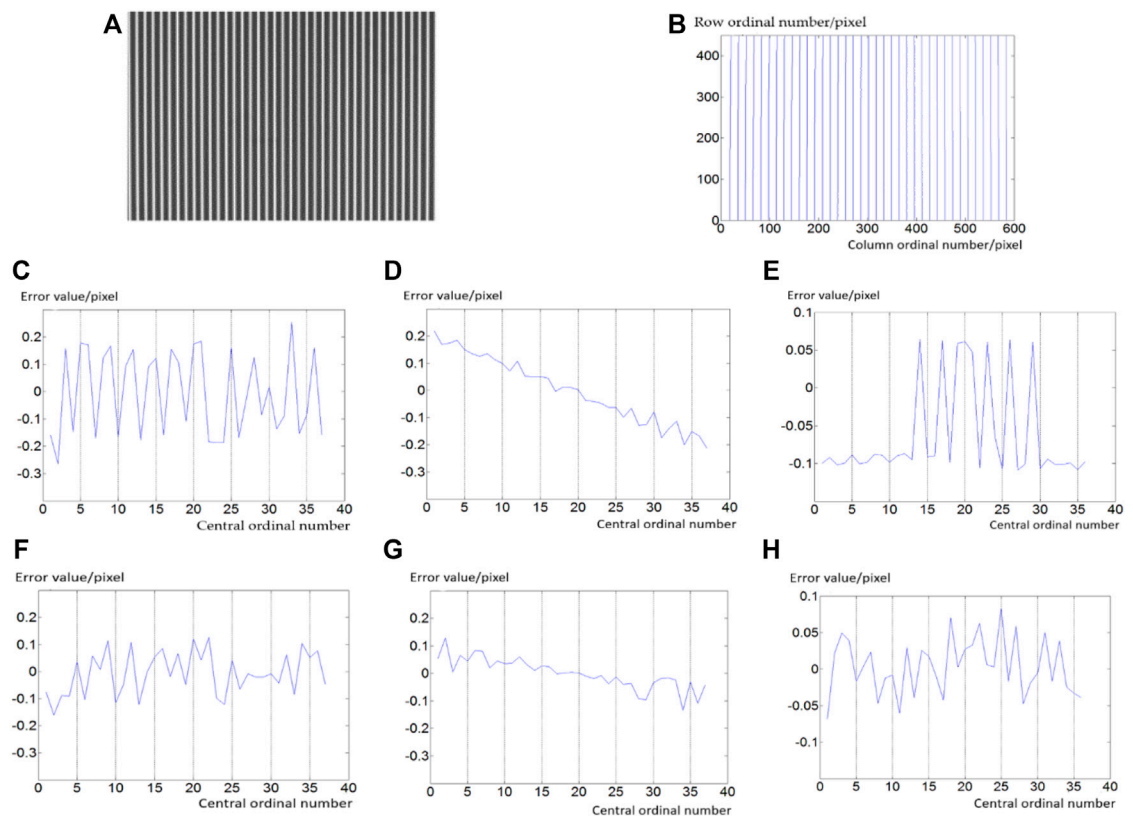 A
B Row ordinal number/pixel
400
300
200
100
0
0 100 200 300 400 500 600
Column ordinal number/pixel
C
Error value/pixel
0.2
0.1
0
-0.1
-0.2
-0.3
0 5 10 15 20 25 30 35 40
Central ordinal number
D
Error value/pixel
0.2
0.1
0
-0.1
-0.2
-0.3
0 5 10 15 20 25 30 35 40
Central ordinal number
E
Error value/pixel
0.1
0.05
0
-0.05
-0.1
0 5 10 15 20 25 30 35 40
Central ordinal number
F
Error value/pixel
0.2
0.1
0
-0.1
-0.2
-0.3
0 5 10 15 20 25 30 35 40
Central ordinal number
G
Error value/pixel
0.2
0.1
0
-0.1
-0.2
-0.3
0 5 10 15 20 25 30 35 40
Central ordinal number
H
Error value/pixel
0.1
0.05
0
-0.05
-0.1
0 5 10 15 20 25 30 35 40
Central ordinal number